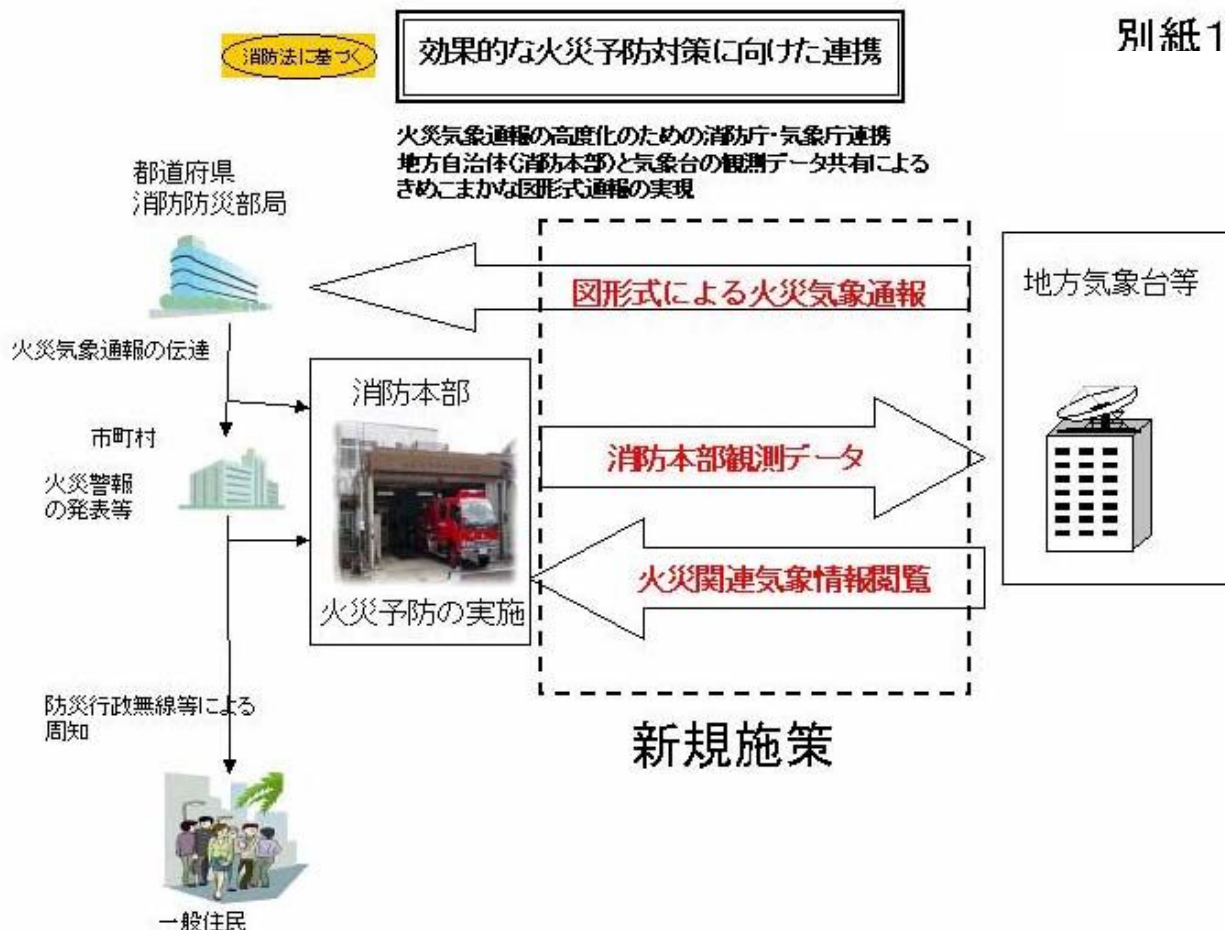 別紙1
消防法に基づく
効果的な火災予防対策に向けた連携
火災気象通報の高度化のための消防庁・気象庁連携
地方自治体(消防本部)と気象台の観測データ共有による
きめこまかな図形式通報の実現
都道府県
消防防災部局
図形式による火災気象通報
地方気象台等
火災気象通報の伝達
消防本部
市町村
消防本部観測データ
火災警報
の発表等
火災関連気象情報閲覧
火災予防の実施
防災行政無線等による
周知
新規施策
一般住民